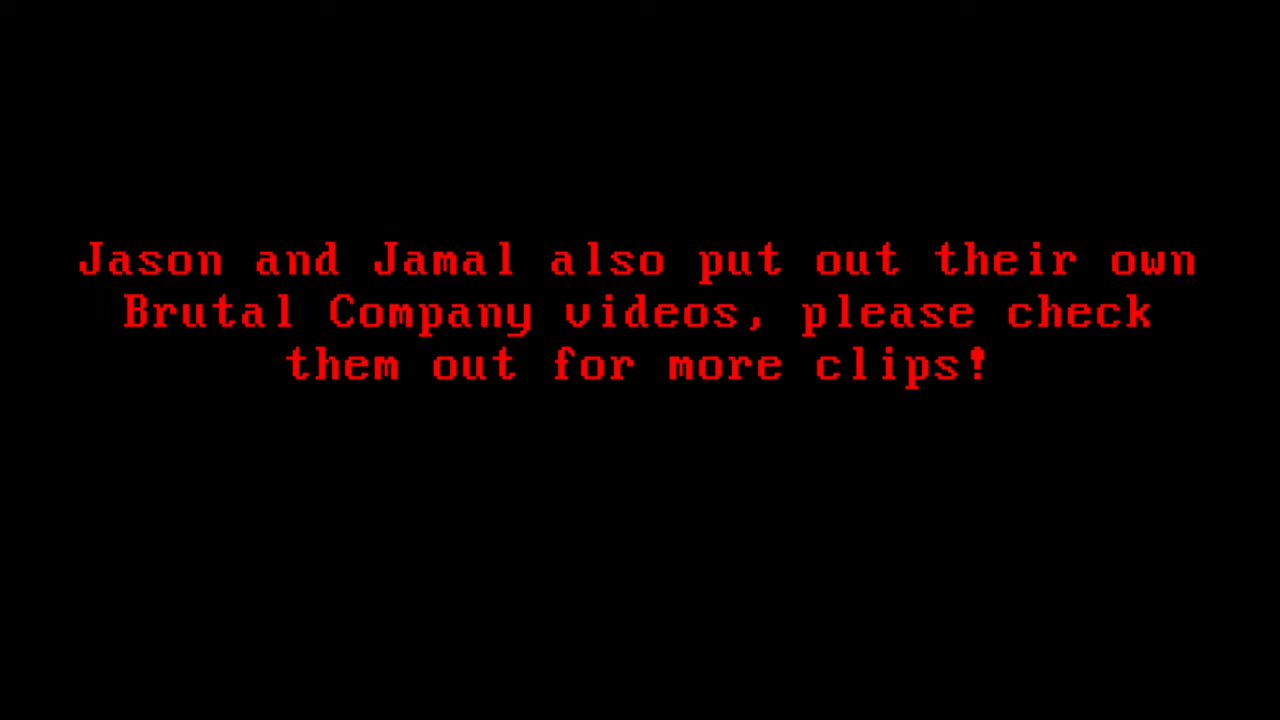 Jason and Jamal also put out their own
Brutal Company videos, please check
them out for more clips!